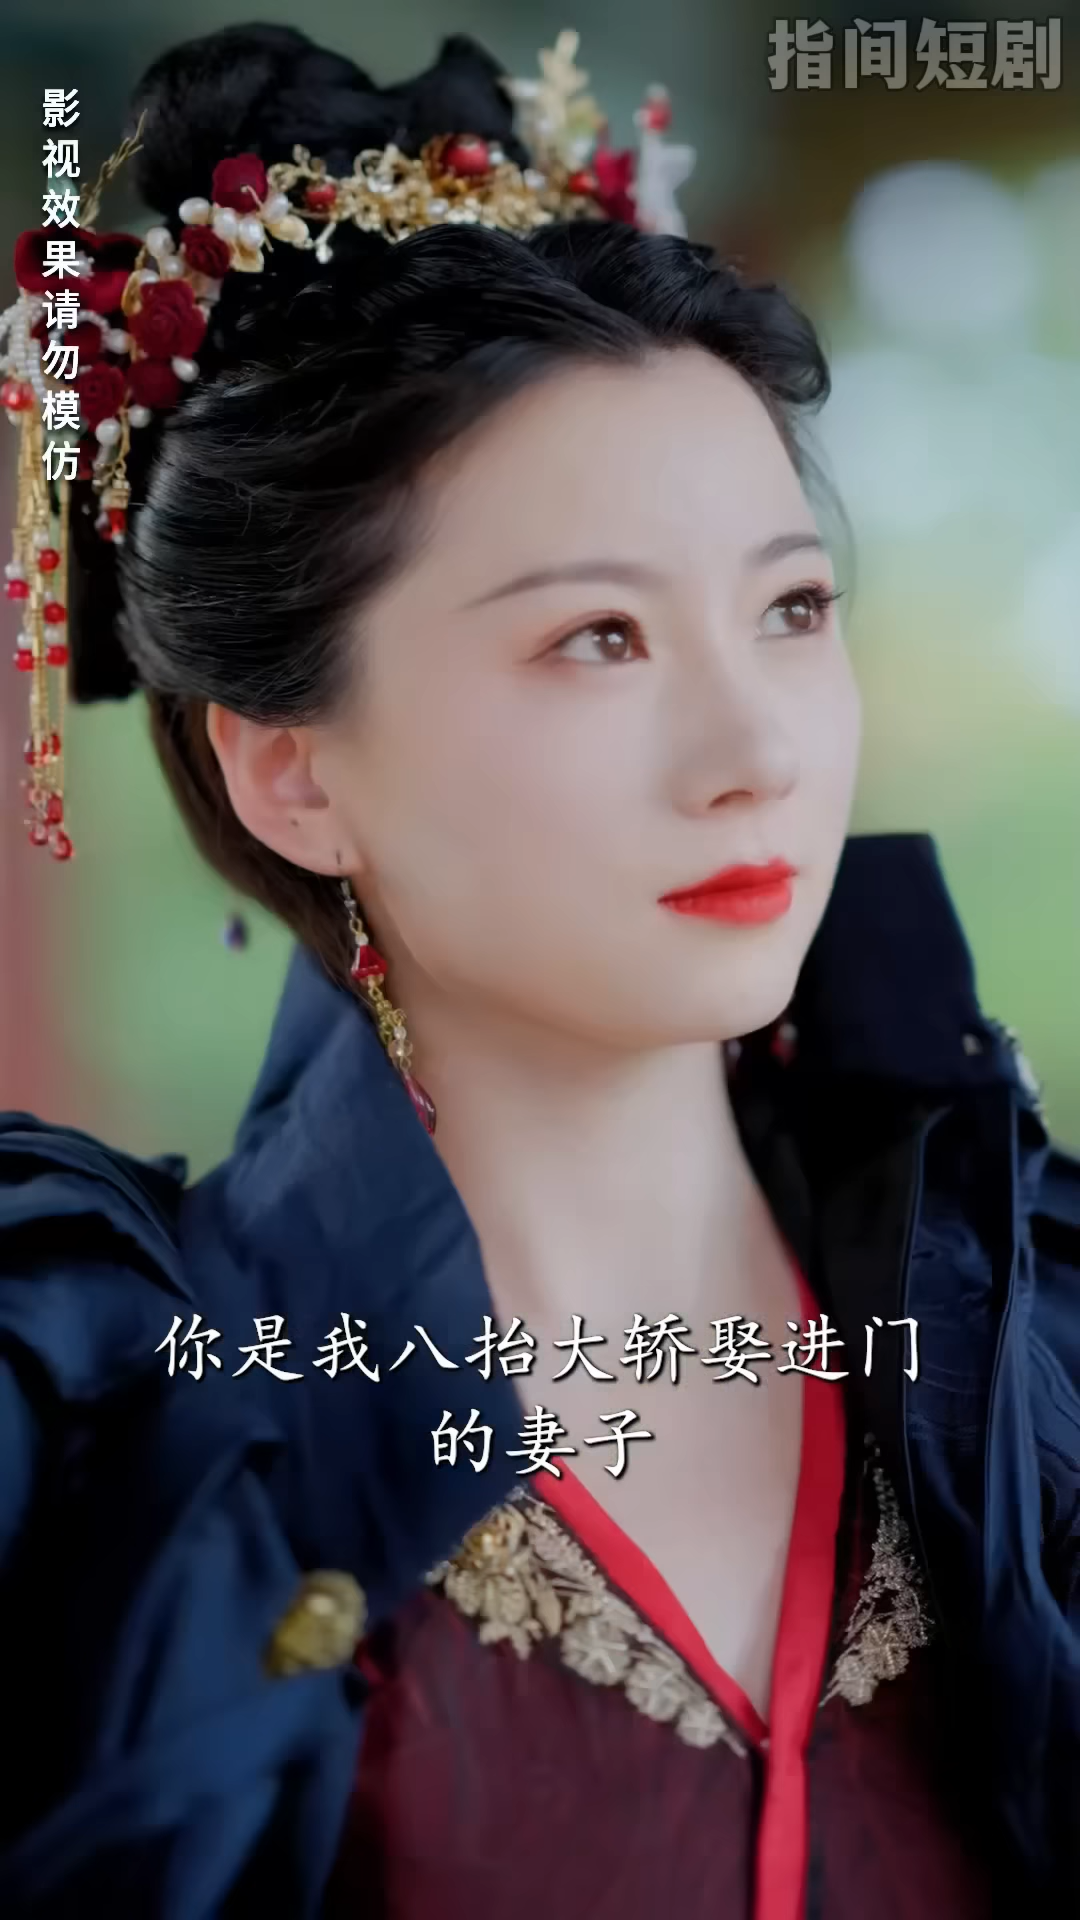 指间短剧
影视效果请勿模仿
你是我八抬大轿娶进门
的妻子